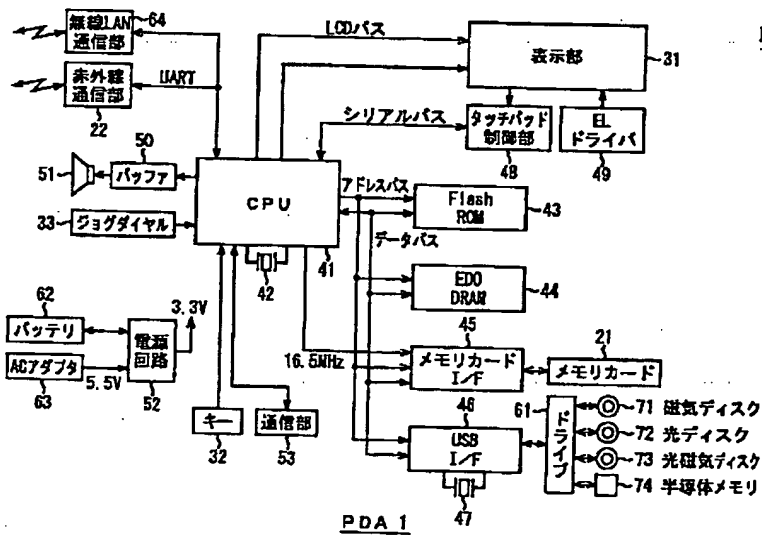 無線LAN
通信部
64
LCDバス
表示部
31
赤外線
通信部
22
UART
シリアルバス
タッチパッド
制御部
48
EL
ドライバ
49
50
51
バッファ
CPU
アドレスバス
Flash
ROM
43
33
ジョグダイヤル
データバス
42
41
EDO
DRAM
44
62
バッテリ
3.3V
電源
回路
ACアダプタ
63
5.5V
52
16.5MHz
45
メモリカード
I/F
21
メモリカード
キー
32
通信部
53
46
USB
I/F
47
61
ドライブ
71 磁気ディスク
72 光ディスク
73 光磁気ディスク
74 半導体メモリ
PDA 1